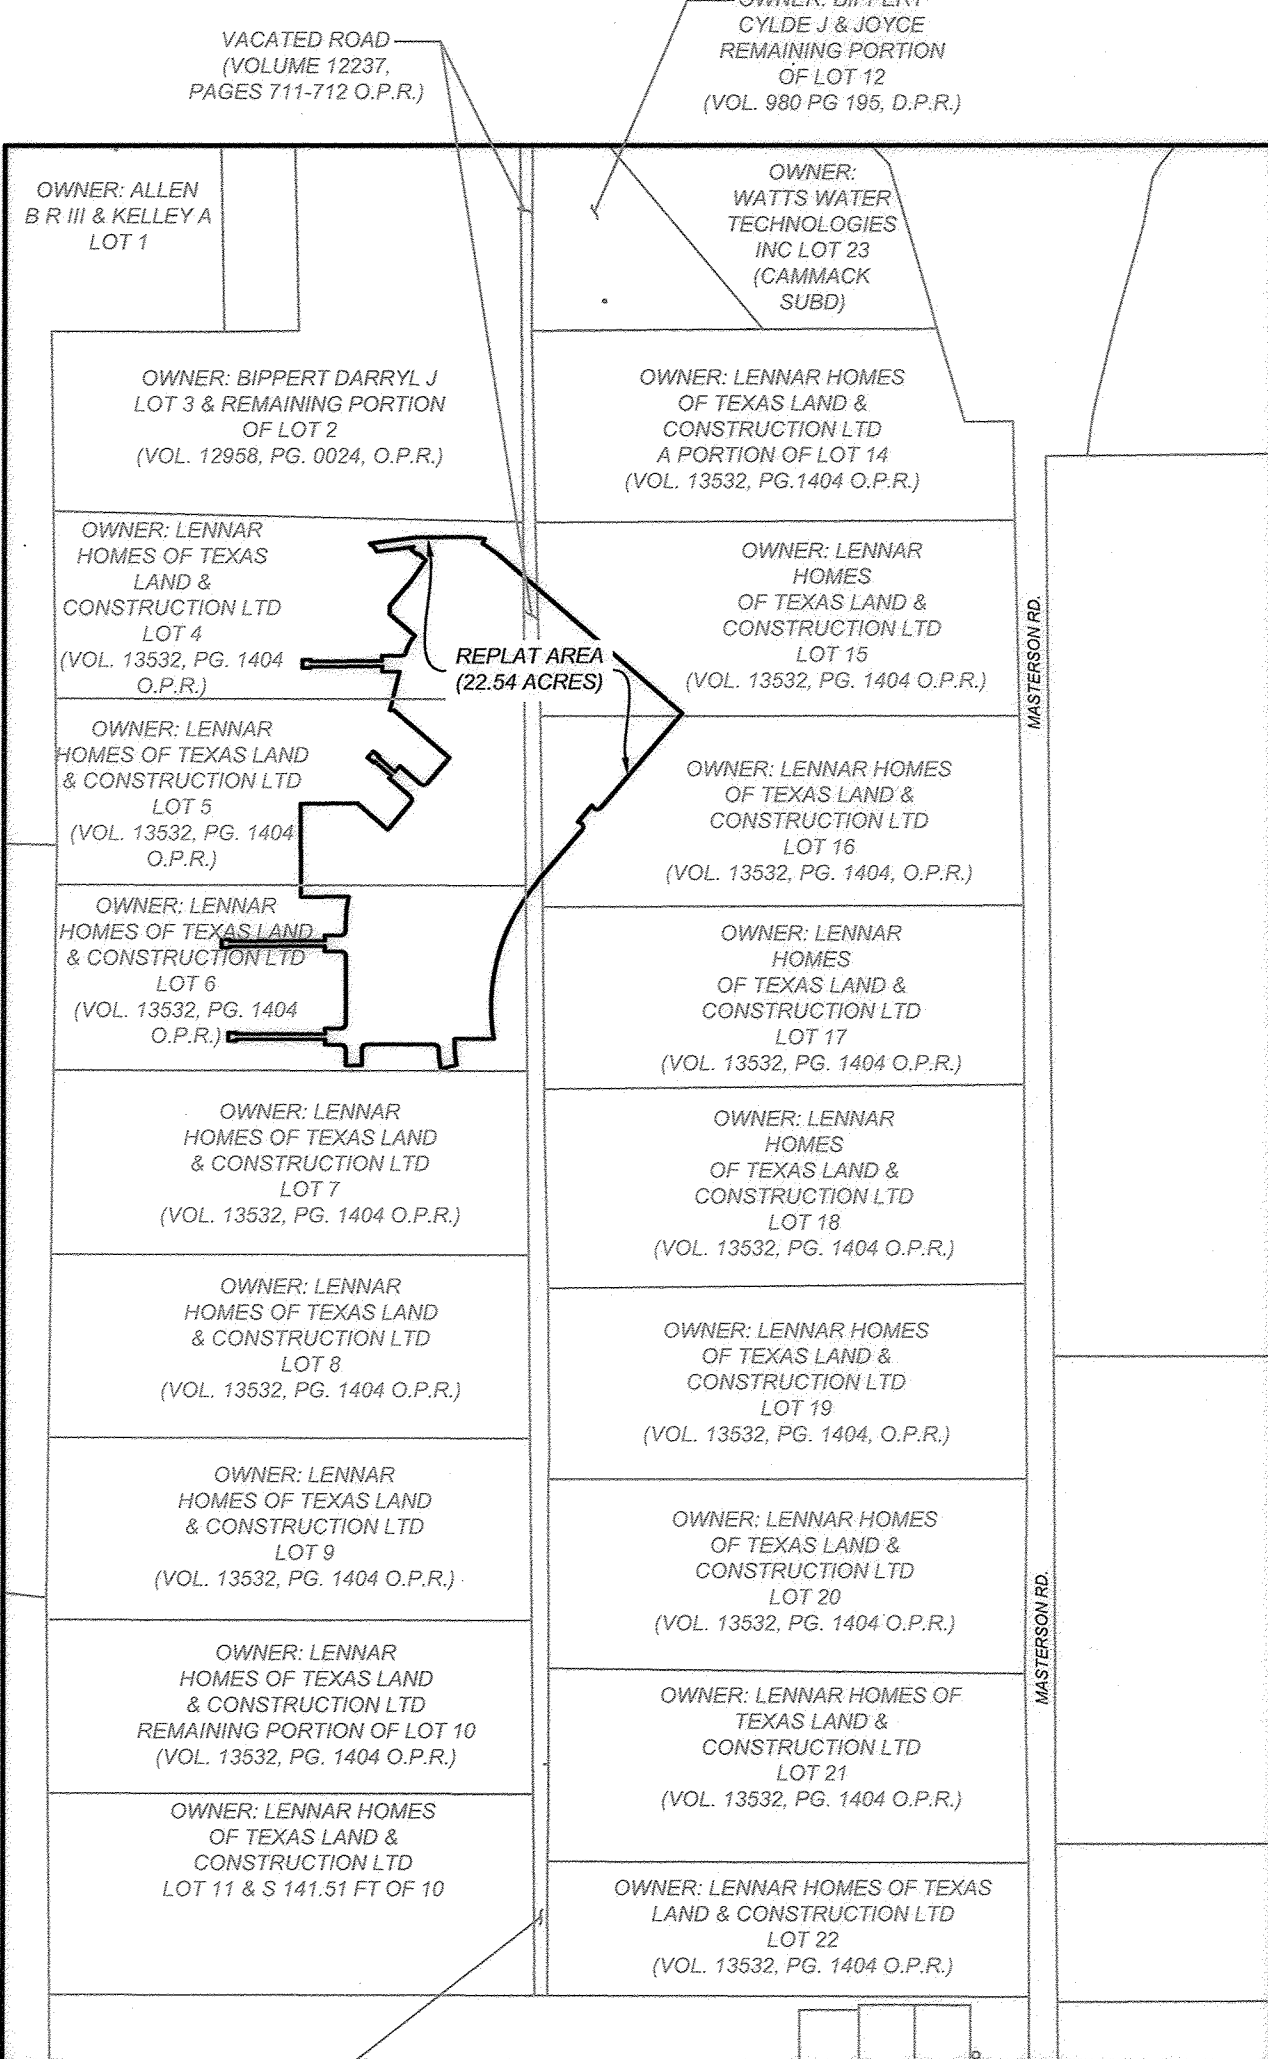 VACATED ROAD
(VOLUME 12237,
PAGES 711-712 O.P.R.)
OWNER: BIPPERT
CYLDE J & JOYCE
REMAINING PORTION
OF LOT 12
(VOL. 980 PG 195, D.P.R.)
OWNER: ALLEN
B R III & KELLEY A
LOT 1
OWNER:
WATTS WATER
TECHNOLOGIES
INC LOT 23
(CAMMACK
SUBD)
OWNER: BIPPERT DARRYL J
LOT 3 & REMAINING PORTION
OF LOT 2
(VOL. 12958, PG. 0024, O.P.R.)
OWNER: LENNAR HOMES
OF TEXAS LAND &
CONSTRUCTION LTD
A PORTION OF LOT 14
(VOL. 13532, PG.1404 O.P.R.)
OWNER: LENNAR
HOMES OF TEXAS
LAND &
CONSTRUCTION LTD
LOT 4
(VOL. 13532, PG. 1404
O.P.R.)
REPLAT AREA
(22.54 ACRES)
OWNER: LENNAR
HOMES
OF TEXAS LAND &
CONSTRUCTION LTD
LOT 15
(VOL. 13532, PG. 1404 O.P.R.)
MASTERSON RD.
OWNER: LENNAR
HOMES OF TEXAS LAND
& CONSTRUCTION LTD
LOT 5
(VOL. 13532, PG. 1404
O.P.R.)
OWNER: LENNAR HOMES
OF TEXAS LAND &
CONSTRUCTION LTD
LOT 16
(VOL. 13532, PG. 1404, O.P.R.)
OWNER: LENNAR
HOMES OF TEXAS LAND
& CONSTRUCTION LTD
LOT 6
(VOL. 13532, PG. 1404
O.P.R.)
OWNER: LENNAR
HOMES
OF TEXAS LAND &
CONSTRUCTION LTD
LOT 17
(VOL. 13532, PG. 1404 O.P.R.)
OWNER: LENNAR
HOMES OF TEXAS LAND
& CONSTRUCTION LTD
LOT 7
(VOL. 13532, PG. 1404 O.P.R.)
OWNER: LENNAR
HOMES
OF TEXAS LAND &
CONSTRUCTION LTD
LOT 18
(VOL. 13532, PG. 1404 O.P.R.)
OWNER: LENNAR
HOMES OF TEXAS LAND
& CONSTRUCTION LTD
LOT 8
(VOL. 13532, PG. 1404 O.P.R.)
OWNER: LENNAR HOMES
OF TEXAS LAND &
CONSTRUCTION LTD
LOT 19
(VOL. 13532, PG. 1404, O.P.R.)
OWNER: LENNAR
HOMES OF TEXAS LAND
& CONSTRUCTION LTD
LOT 9
(VOL. 13532, PG. 1404 O.P.R.)
OWNER: LENNAR HOMES
OF TEXAS LAND &
CONSTRUCTION LTD
LOT 20
(VOL. 13532, PG. 1404 O.P.R.)
MASTERSON RD.
OWNER: LENNAR
HOMES OF TEXAS LAND
& CONSTRUCTION LTD
REMAINING PORTION OF LOT 10
(VOL. 13532, PG. 1404 O.P.R.)
OWNER: LENNAR HOMES OF
TEXAS LAND &
CONSTRUCTION LTD
LOT 21
(VOL. 13532, PG. 1404 O.P.R.)
OWNER: LENNAR HOMES
OF TEXAS LAND &
CONSTRUCTION LTD
LOT 11 & S 141.51 FT OF 10
OWNER: LENNAR HOMES OF TEXAS
LAND & CONSTRUCTION LTD
LOT 22
(VOL. 13532, PG. 1404 O.P.R.)